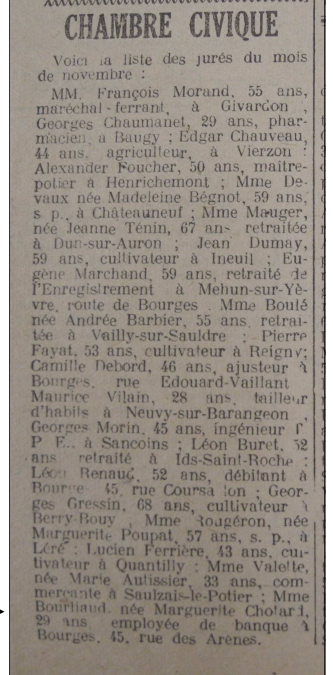 CHAMBRE CIVIQUE
Voici la liste des jurés du mois
de novembre :
MM. François Morand, 55 ans,
maréchal-ferrant, à Givardon ,
Georges Chaumanet, 29 ans, phar-
macien, à Baugy ; Edgar Chauveau,
44 ans, agriculteur, à Vierzon :
Alexander Foucher, 50 ans, maître-
potier à Henrichemont ; Mme De-
vaux née Madeleine Bégnot, 59 ans,
s. p., à Châteauneuf ; Mme Mauger,
née Jeanne Ténin, 67 ans retraitée
à Dun-sur-Auron ; Jean Dumay,
59 ans, cultivateur à Ineuil ; Eu-
gène Marchand, 59 ans, retraité de
l'Enregistrement à Mehun-sur-Yè-
vre, route de Bourges . Mme Boulé
née Andrée Barbier, 55 ans, retrai-
tée à Vailly-sur-Sauldre : Pierre
Fayat, 53 ans, cultivateur à Reigny;
Camille Debord, 46 ans, ajusteur à
Bourges, rue Edouard-Vaillant
Maurice Vilain, 28 ans, tailleur
d'habits à Neuvy-sur-Barangeon ,
Georges Morin, 45 ans, ingénieur
P E., à Sancoins ; Léon Buret, 52
ans retraité à Ids-Saint-Roche :
Léon Renaud, 52 ans, débitant à
Bourges 45, rue ; Geor-
ges Gressin, 68 ans, cultivateur à
Berry-Bouy , Mme Rougéron, née
Marguerite Poupat, 57 ans, s. p., à
Léré : Lucien Ferrière, 43 ans, cul-
tivateur à Quantilly ; Mme Valette,
née Marie Autissier, 33 ans, com-
merçante à Saulzais-le-Potier ; Mme
Bourliaud, née Marguerite Chotard,
29 ans employée de banque à
Bourges, 45, rue des Arènes.